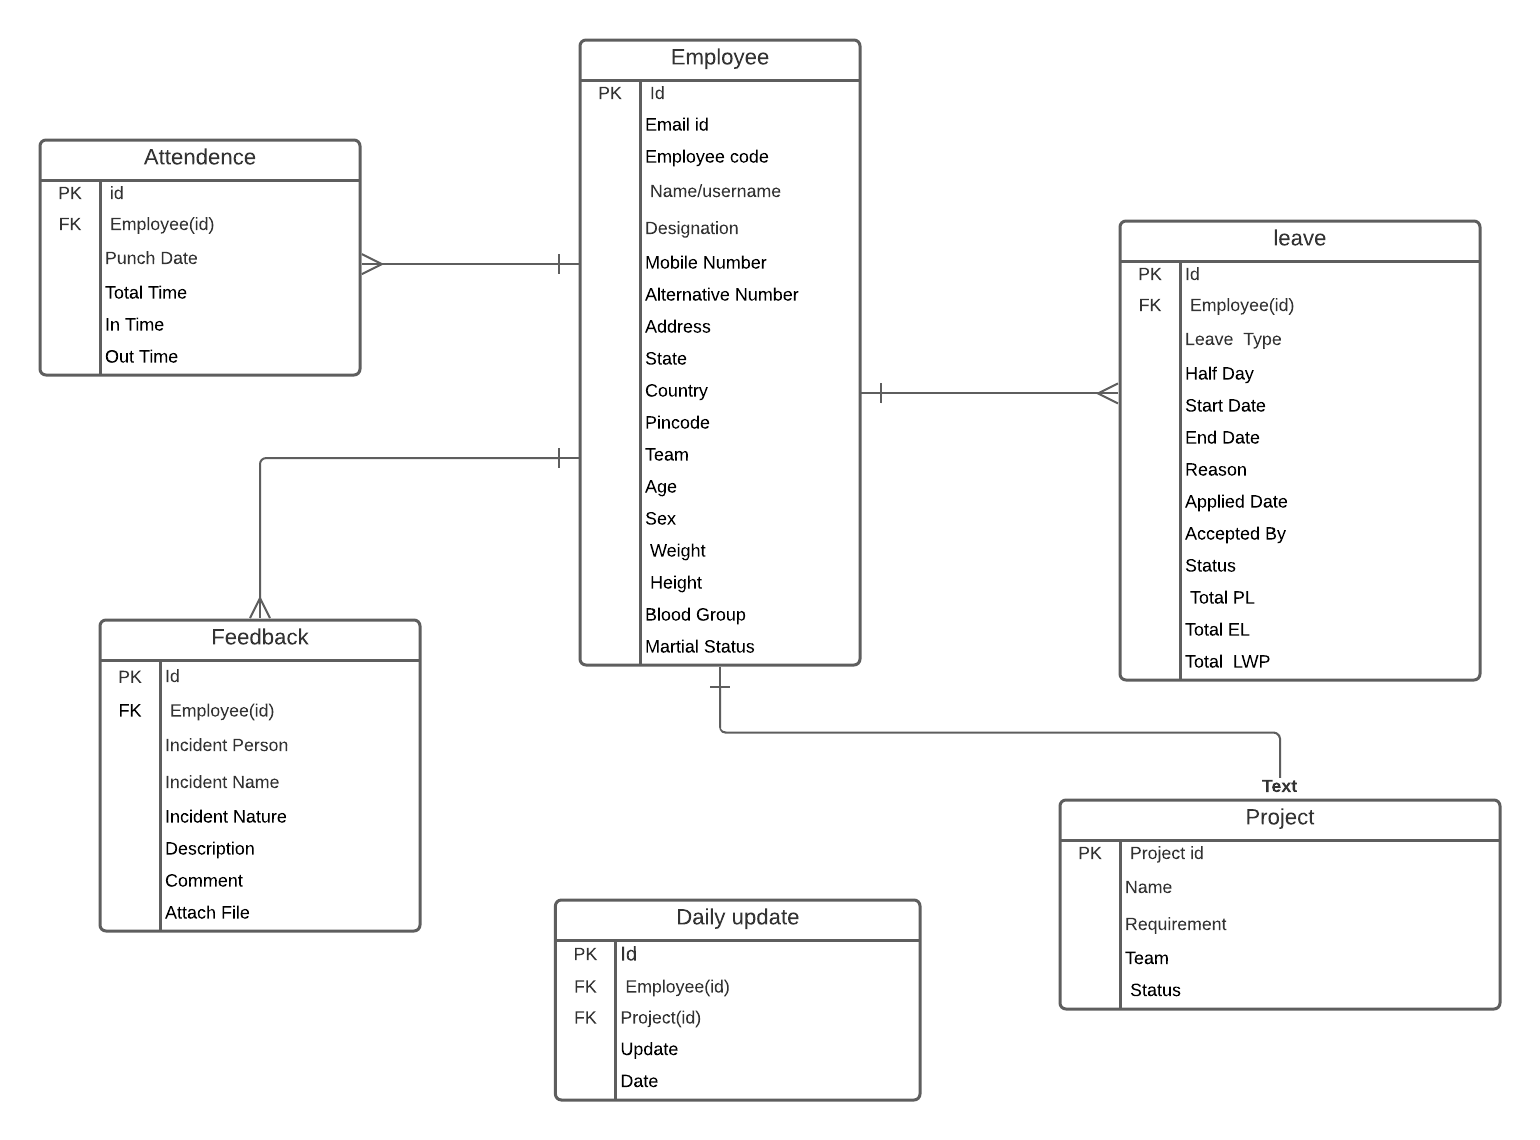 Employee
PK Id
Email id
Employee code
Name/username
Designation
Mobile Number
Alternative Number
Address
State
Country
Pincode
Team
Age
Sex
Weight
Height
Blood Group
Martial Status
Attendence
PK id
FK Employee(id)
Punch Date
Total Time
In Time
Out Time
leave
PK Id
FK Employee(id)
Leave Type
Half Day
Start Date
End Date
Reason
Applied Date
Accepted By
Status
Total PL
Total EL
Total LWP
Feedback
PK Id
FK Employee(id)
Incident Person
Incident Name
Incident Nature
Description
Comment
Attach File
Text
Project
PK Project id
Name
Requirement
Team
Status
Daily update
PK Id
FK Employee(id)
FK Project(id)
Update
Date